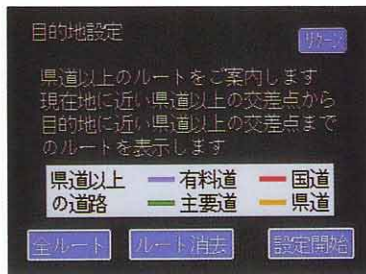 目的地設定
リターン
県道以上のルートをご案内します
現在地に近い県道以上の交差点から
目的地に近い県道以上の交差点まで
のルートを表示します
県道以上 有料道 国道
の道路 主要道 県道
全ルート ルート消去 設定開始